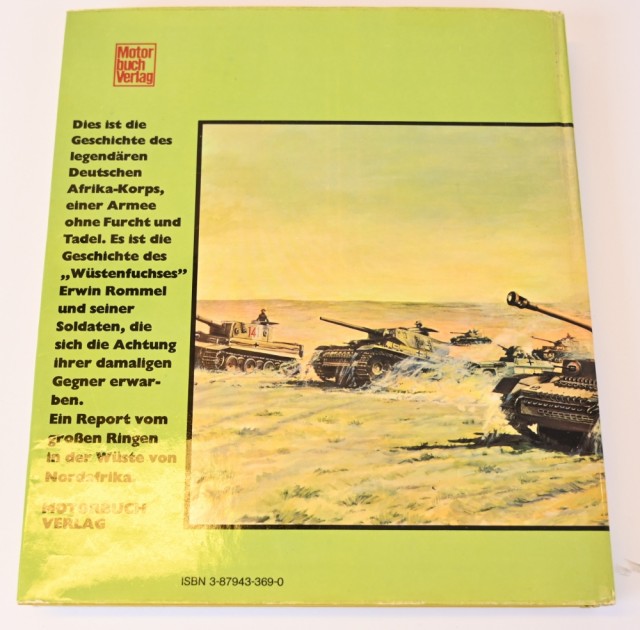 Motor
buch
Verlag
Dies ist die
Geschichte des
legendären
Deutschen
Afrika-Korps,
einer Armee
ohne Furcht und
Tadel. Es ist die
Geschichte des
„Wüstenfuchses”
Erwin Rommel
und seiner
Soldaten, die
sich die Achtung
ihrer damaligen
Gegner erwar-
ben.
Ein Report vom
großen Ringen
in der Wüste von
Nordafrika.
MOTORBUCH
VERLAG
ISBN 3-87943-369-0